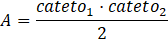 A = cateto₁ · cateto₂ / 2